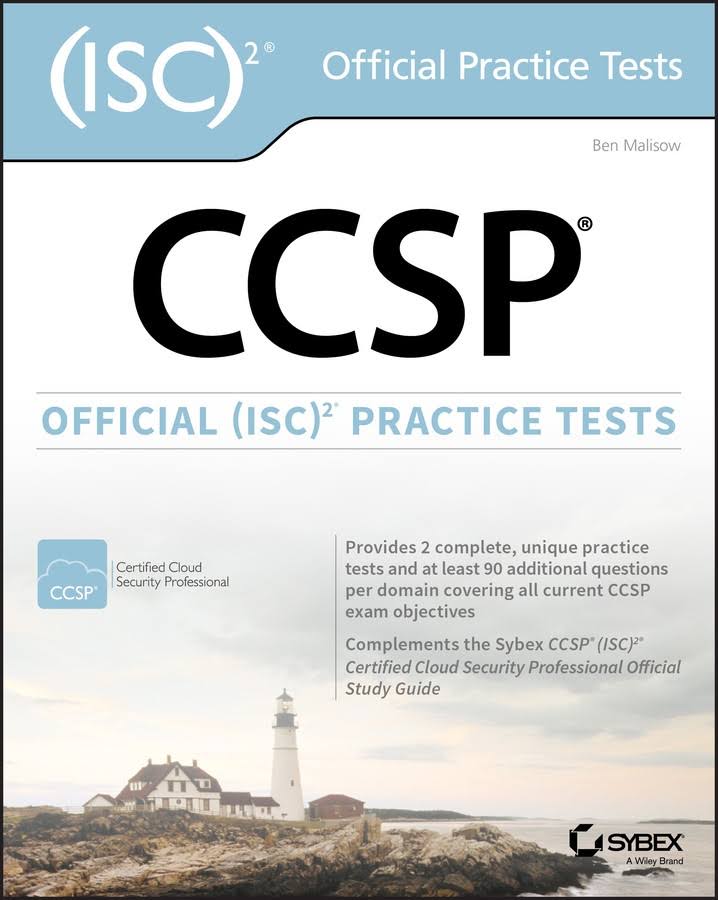 (ISC)²® Official Practice Tests
Ben Malisow
CCSP®
OFFICIAL (ISC)²® PRACTICE TESTS
CCSP®
Certified Cloud
Security Professional
Provides 2 complete, unique practice
tests and at least 90 additional questions
per domain covering all current CCSP
exam objectives
Complements the Sybex CCSP® (ISC)²®
Certified Cloud Security Professional Official
Study Guide
SYBEX®
A Wiley Brand